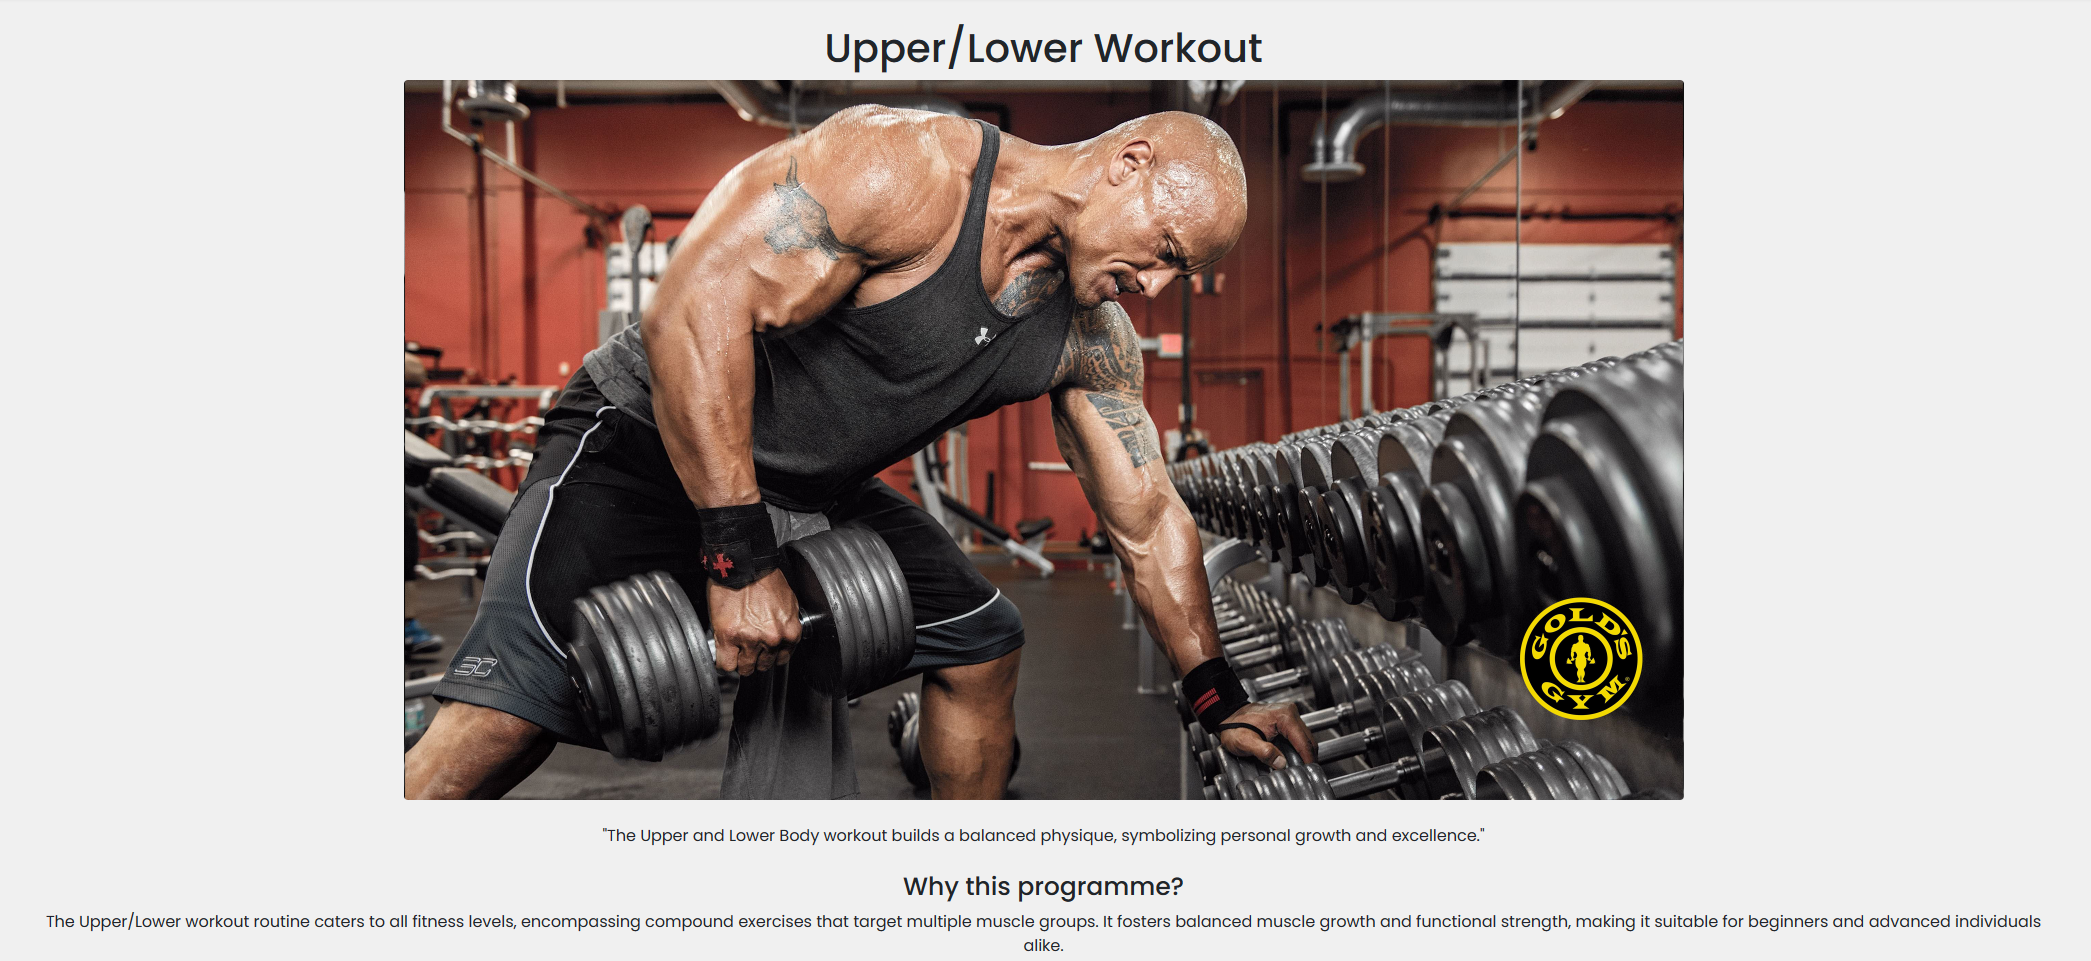 Upper/Lower Workout
GOLD'S
GYM
"The Upper and Lower Body workout builds a balanced physique, symbolizing personal growth and excellence."
Why this programme?
The Upper/Lower workout routine caters to all fitness levels, encompassing compound exercises that target multiple muscle groups. It fosters balanced muscle growth and functional strength, making it suitable for beginners and advanced individuals
alike.